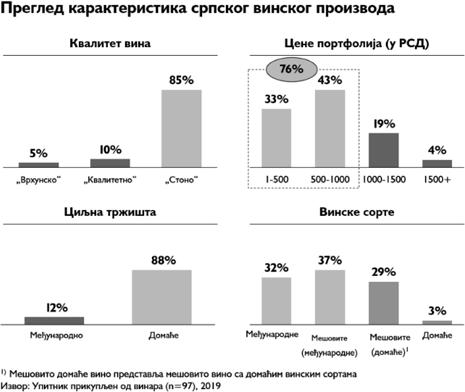 Преглед карактеристика српског винског производа
Квалитет вина
85%
10%
5%
„Врхунско“
„Квалитетно“
„Стоно“
Цене портфолија (у РСД)
76%
43%
33%
19%
4%
1-500
500-1000
1000-1500
1500+
Циљна тржишта
88%
12%
Међународно
Домаће
Винске сорте
32%
37%
29%
3%
Међународне
Мешовите
(међународне)
Мешовите
(домаће)¹
Домаће
¹⁾ Мешовито домаће вино представља мешовито вино са домаћим винским сортама
Извор: Упитник прикупљен од винара (n=97), 2019